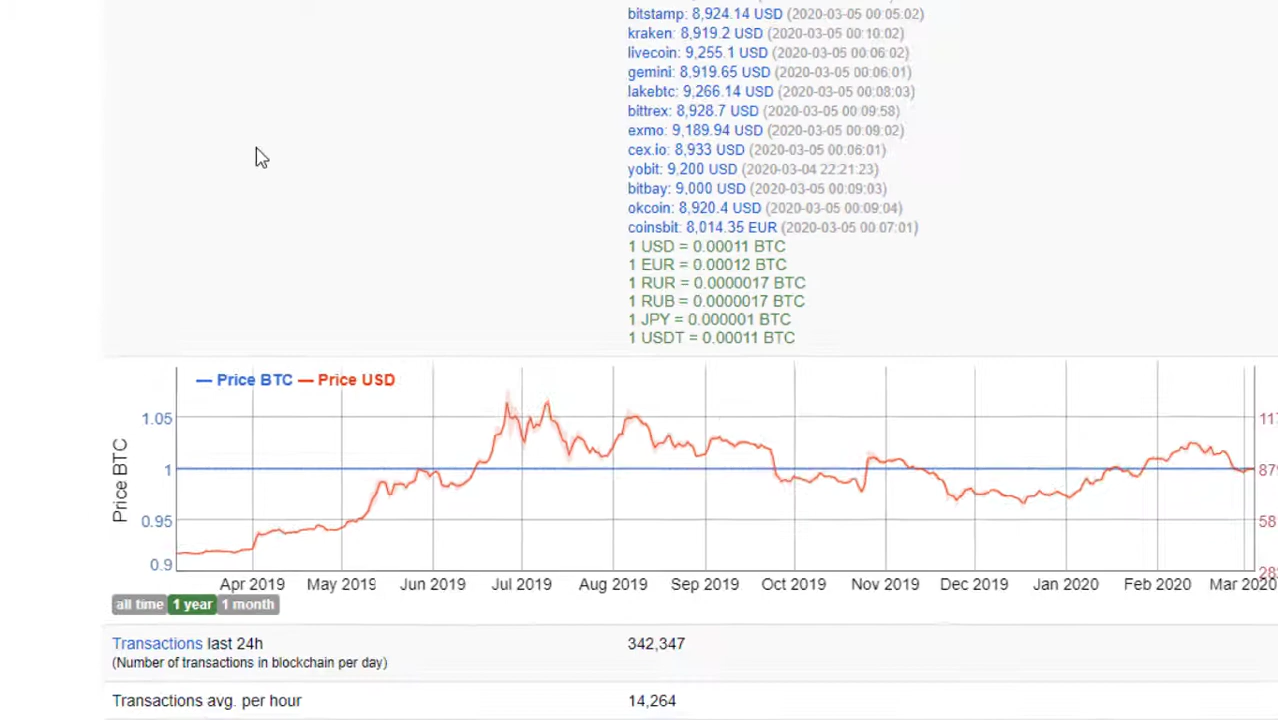 bitstamp: 8,924.14 USD (2020-03-05 00:05:02)
kraken: 8,919.2 USD (2020-03-05 00:10:02)
livecoin: 9,255.1 USD (2020-03-05 00:06:02)
gemini: 8,919.65 USD (2020-03-05 00:06:01)
lakebtc: 9,266.14 USD (2020-03-05 00:08:03)
bittrex: 8,928.7 USD (2020-03-05 00:09:58)
exmo: 9,189.94 USD (2020-03-05 00:09:02)
cex.io: 8,933 USD (2020-03-05 00:06:01)
yobit: 9,200 USD (2020-03-04 22:21:23)
bitbay: 9,000 USD (2020-03-05 00:09:03)
okcoin: 8,920.4 USD (2020-03-05 00:09:04)
coinsbit: 8,014.35 EUR (2020-03-05 00:07:01)
1 USD = 0.00011 BTC
1 EUR = 0.00012 BTC
1 RUR = 0.0000017 BTC
1 RUB = 0.0000017 BTC
1 JPY = 0.000001 BTC
1 USDT = 0.00011 BTC
Price BTC Price USD
1.05 117
Price BTC
1 879
0.95 58
0.9 28
Apr 2019 May 2019 Jun 2019 Jul 2019 Aug 2019 Sep 2019 Oct 2019 Nov 2019 Dec 2019 Jan 2020 Feb 2020 Mar 2020
all time 1 year 1 month
Transactions last 24h 342,347
(Number of transactions in blockchain per day)
Transactions avg. per hour 14,264